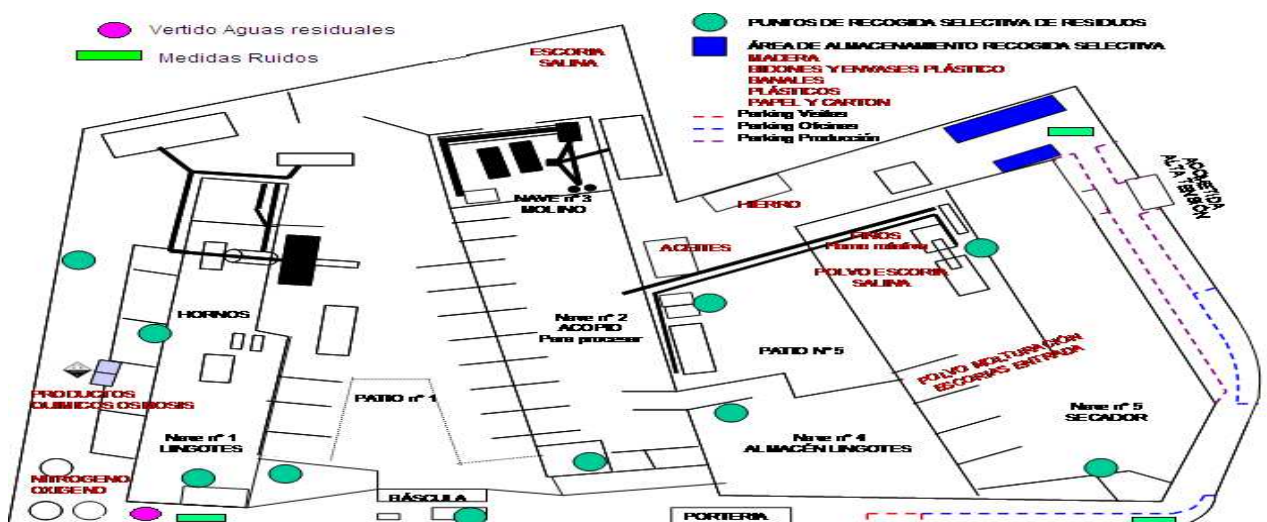 Vertido Aguas residuales
Medidas Ruidos
PUNTOS DE RECOGIDA SELECTIVA DE RESIDUOS
ÁREA DE ALMACENAMIENTO RECOGIDA SELECTIVA
MADERA
BIDONES Y ENVASES PLÁSTICO
BANALES
PLÁSTICOS
PAPEL Y CARTON
Parking Visitas
Parking Oficinas
Parking Producción
ESCORIA
SALINA
ACOMETIDA
ALTA TENSIÓN
NAVE nº 3
MOLINO
HIERRO
ACEITES
FINOS
POLVO ESCORIA
SALINA
HORNOS
Nave nº 2
ACOPIO
Para procesar
PATIO Nº 5
POLVO MOLTURACIÓN
ESCORIAS ENTRADA
PRODUCTOS
QUIMICOS OSMOSIS
PATIO nº 1
Nave nº 5
SECADOR
Nave nº 1
LINGOTES
Nave nº 4
ALMACÉN LINGOTES
NITROGENO
OXIGENO
BÁSCULA
PORTERIA